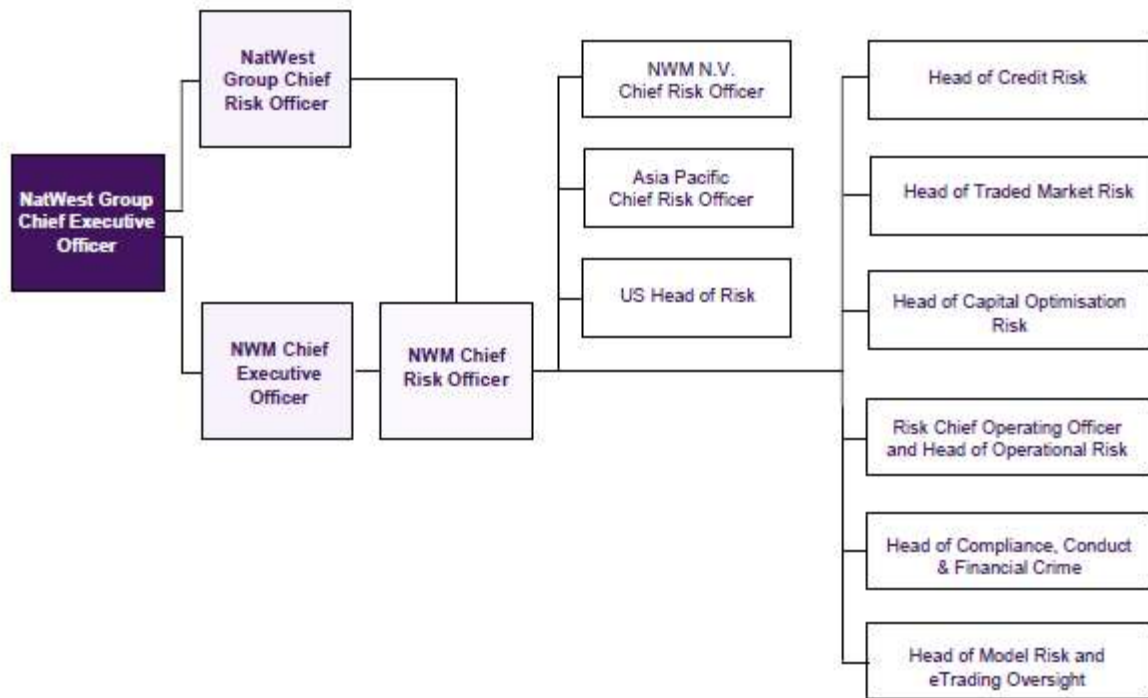 NatWest Group Chief Executive
Officer
NatWest
Group Chief
Risk Officer
NWM Chief
Executive
Officer
NWM Chief
Risk Officer
NWM N.V.
Chief Risk Officer
Asia Pacific
Chief Risk Officer
US Head of Risk
Head of Credit Risk
Head of Traded Market Risk
Head of Capital Optimisation
Risk
Risk Chief Operating Officer
and Head of Operational Risk
Head of Compliance, Conduct
& Financial Crime
Head of Model Risk and
eTrading Oversight